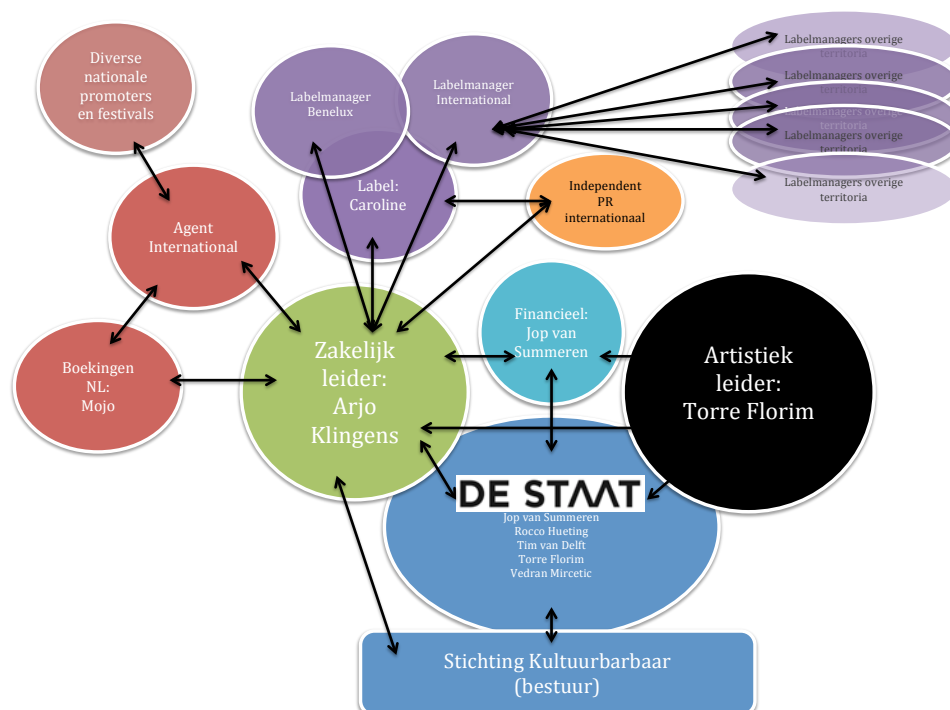 Diverse
nationale
promoters
en festivals
Labelmanager
Benelux
Labelmanager
International
Labelmanagers overige
territoria
Labelmanagers overige
territoria
territoria
Labelmanagers overige
territoria
Labelmanagers overige
territoria
Label:
Caroline
Independent
PR
internationaal
Agent
International
Boekingen
NL:
Mojo
Zakelijk
leider:
Arjo
Klingens
Financieel:
Jop van
Summeren
Artistiek
leider:
Torre Florim
DE STAAT
Jop van Summeren
Rocco Hueting
Tim van Delft
Torre Florim
Vedran Mircetic
Stichting Kultuurbarbaar
(bestuur)